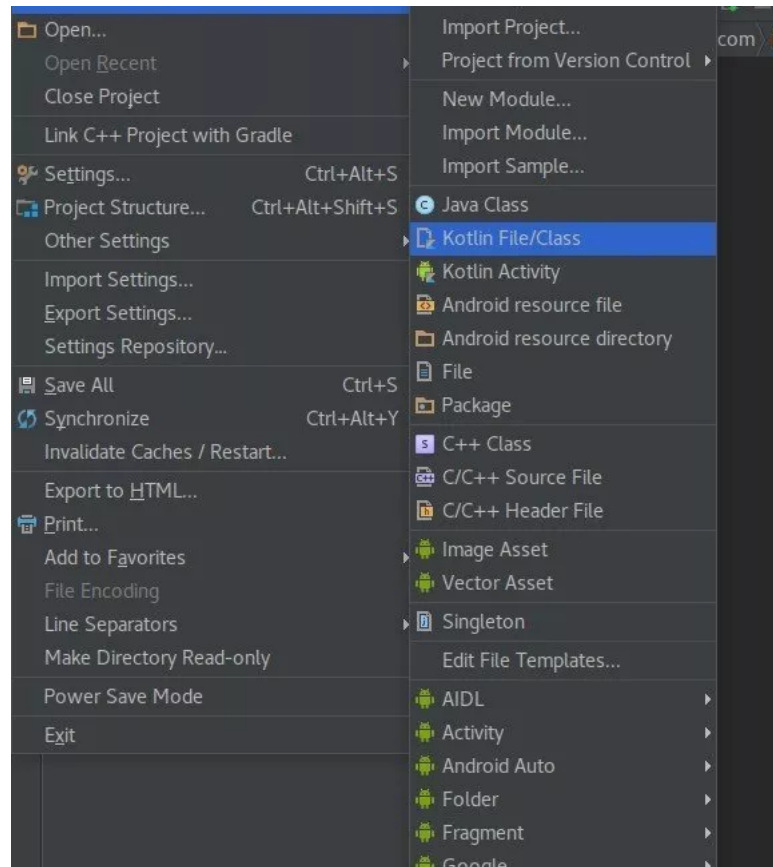 Open...
Open Recent
Close Project
Link C++ Project with Gradle
Settings... Ctrl+Alt+S
Project Structure... Ctrl+Alt+Shift+S
Other Settings
Import Settings...
Export Settings...
Settings Repository...
Save All Ctrl+S
Synchronize Ctrl+Alt+Y
Invalidate Caches / Restart...
Export to HTML...
Print...
Add to Favorites
File Encoding
Line Separators
Make Directory Read-only
Power Save Mode
Exit
Import Project...
Project from Version Control
New Module...
Import Module...
Import Sample...
Java Class
Kotlin File/Class
Kotlin Activity
Android resource file
Android resource directory
File
Package
C++ Class
C/C++ Source File
C/C++ Header File
Image Asset
Vector Asset
Singleton
Edit File Templates...
AIDL
Activity
Android Auto
Folder
Fragment
Google
com